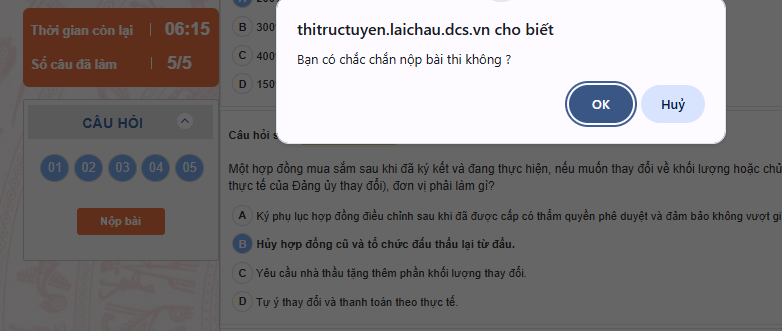 thitructuyen.laichau.dcs.vn cho biết
Bạn có chắc chắn nộp bài thi không ?
OK
Huỷ
Thời gian còn lại
06:15
Số câu đã làm
5/5
CÂU HỎI
01 02 03 04 05
Nộp bài
B 300
C 400
D 150
Câu hỏi s
Một hợp đồng mua sắm sau khi đã ký kết và đang thực hiện, nếu muốn thay đổi về khối lượng hoặc chủ
thực tế của Đảng ủy thay đổi), đơn vị phải làm gì?
A Ký phụ lục hợp đồng điều chỉnh sau khi đã được cấp có thẩm quyền phê duyệt và đảm bảo không vượt gi
B Hủy hợp đồng cũ và tổ chức đấu thầu lại từ đầu.
C Yêu cầu nhà thầu tặng thêm phần khối lượng thay đổi.
D Tự ý thay đổi và thanh toán theo thực tế.